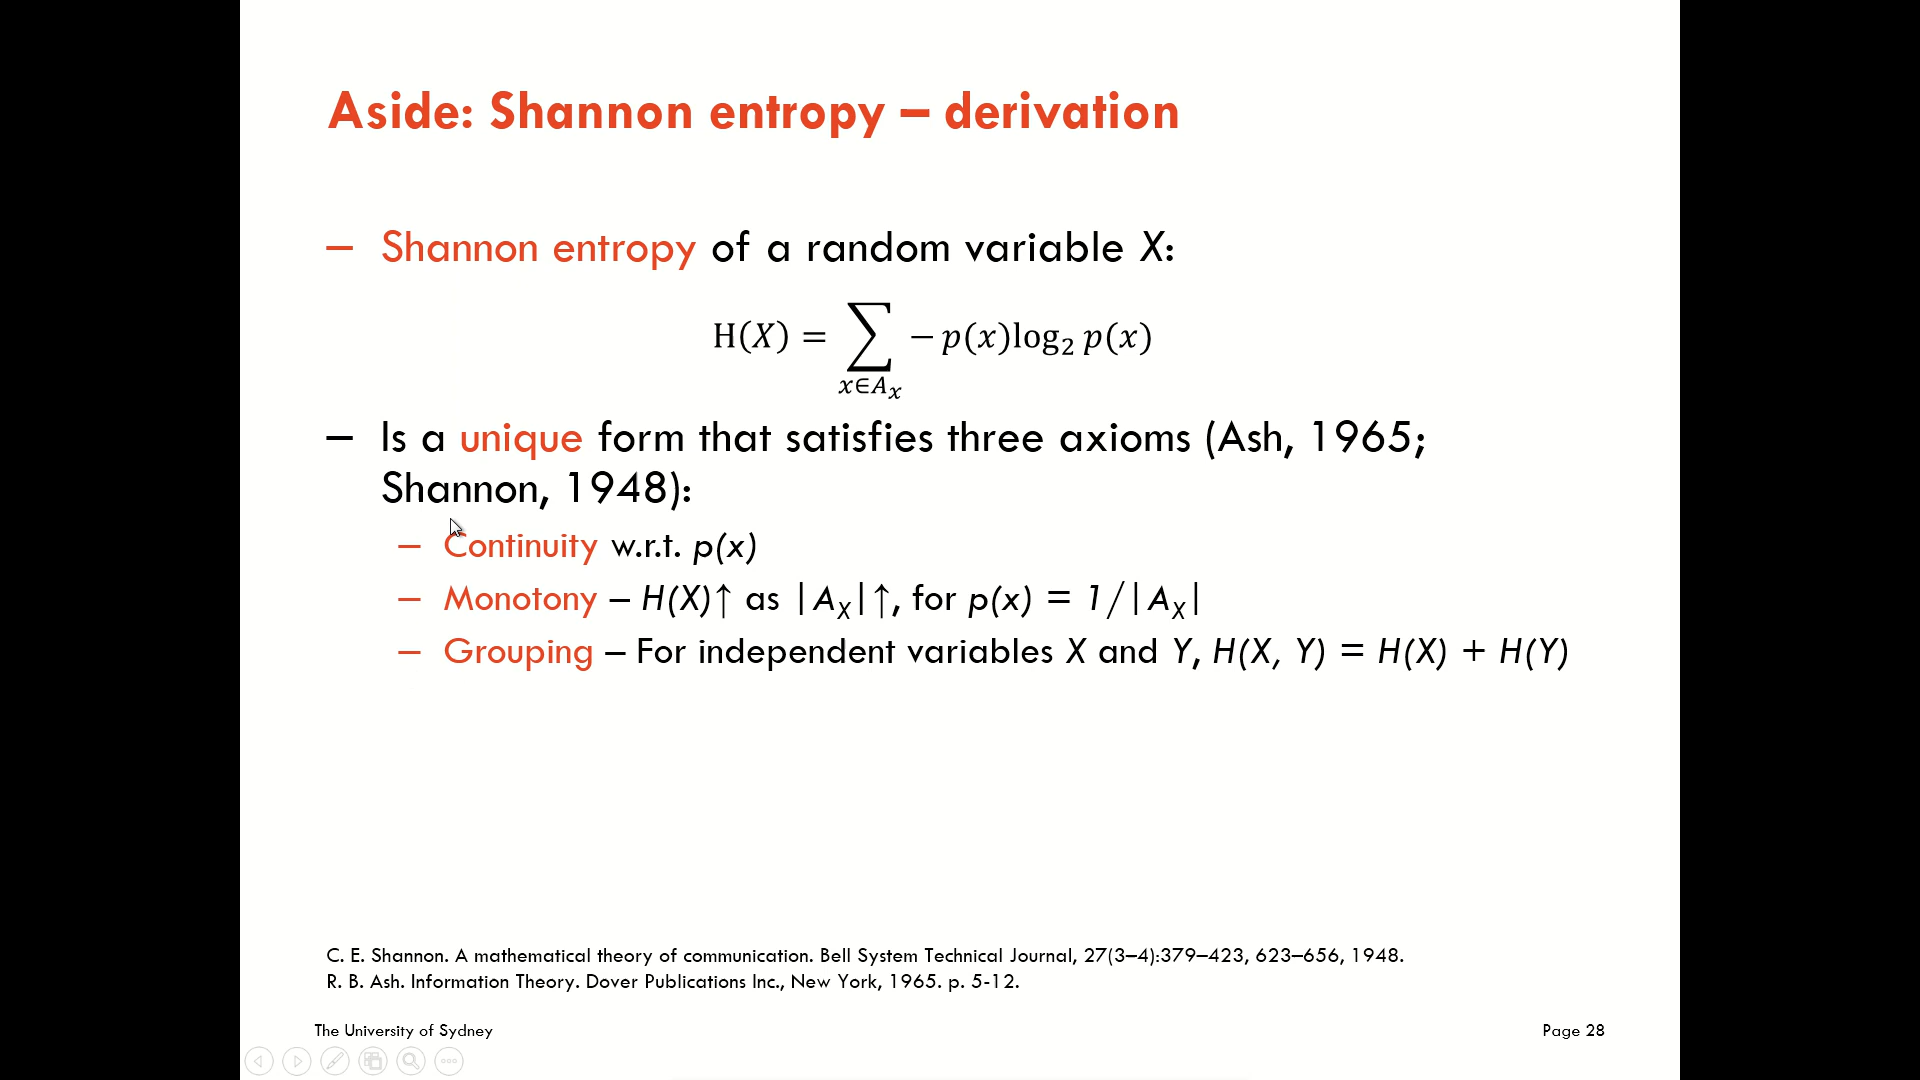 Aside: Shannon entropy – derivation
– Shannon entropy of a random variable X:
H(X) = ∑ − p(x)log₂ p(x)
x∈Aₓ
– Is a unique form that satisfies three axioms (Ash, 1965;
Shannon, 1948):
– Continuity w.r.t. p(x)
– Monotony – H(X)↑ as |A_X|↑, for p(x) = 1/|A_X|
– Grouping – For independent variables X and Y, H(X, Y) = H(X) + H(Y)
C. E. Shannon. A mathematical theory of communication. Bell System Technical Journal, 27(3–4):379–423, 623–656, 1948.
R. B. Ash. Information Theory. Dover Publications Inc., New York, 1965. p. 5-12.
The University of Sydney
Page 28